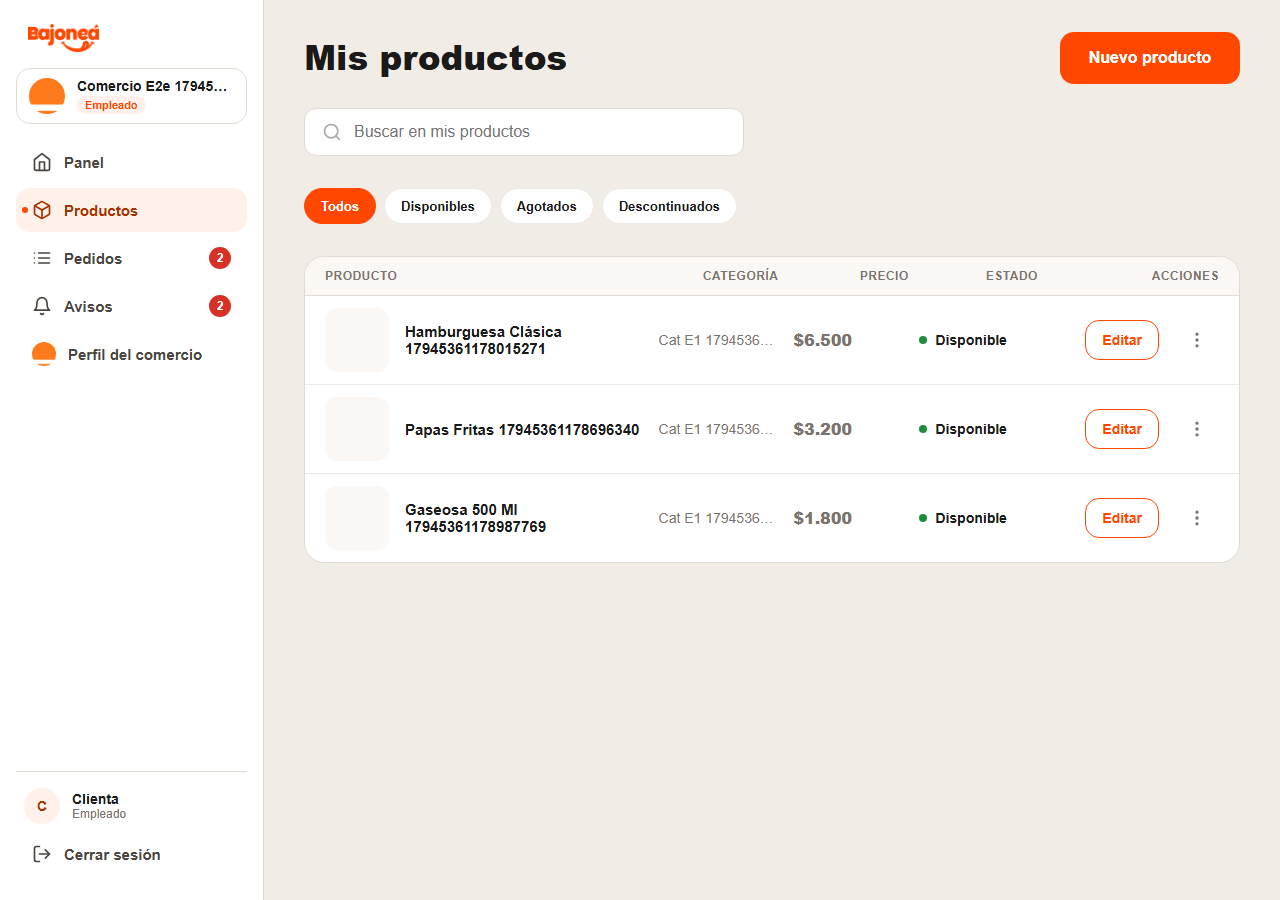 Bajoneá
Comercio E2e 17945…
Empleado
Panel
Productos
Pedidos 2
Avisos 2
Perfil del comercio
Clienta
Empleado
C
Cerrar sesión
Mis productos
Nuevo producto
Buscar en mis productos
Todos Disponibles Agotados Descontinuados
PRODUCTO CATEGORÍA PRECIO ESTADO ACCIONES
Hamburguesa Clásica
17945361178015271
Cat E1 1794536… $6.500 Disponible Editar
Papas Fritas 17945361178696340 Cat E1 1794536… $3.200 Disponible Editar
Gaseosa 500 Ml
17945361178987769
Cat E1 1794536… $1.800 Disponible Editar